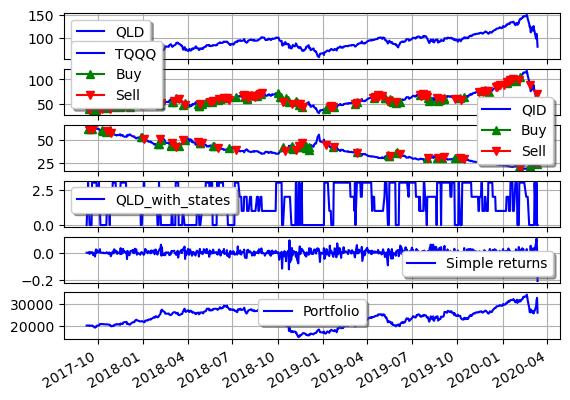 150
100
QLD
TQQQ
Buy
Sell
100
50
QID
Buy
Sell
50
25
2.5
0.0
QLD_with_states
0.0
−0.2
Simple returns
30000
20000
Portfolio
2017-10
2018-01
2018-04
2018-07
2018-10
2019-01
2019-04
2019-07
2019-10
2020-01
2020-04